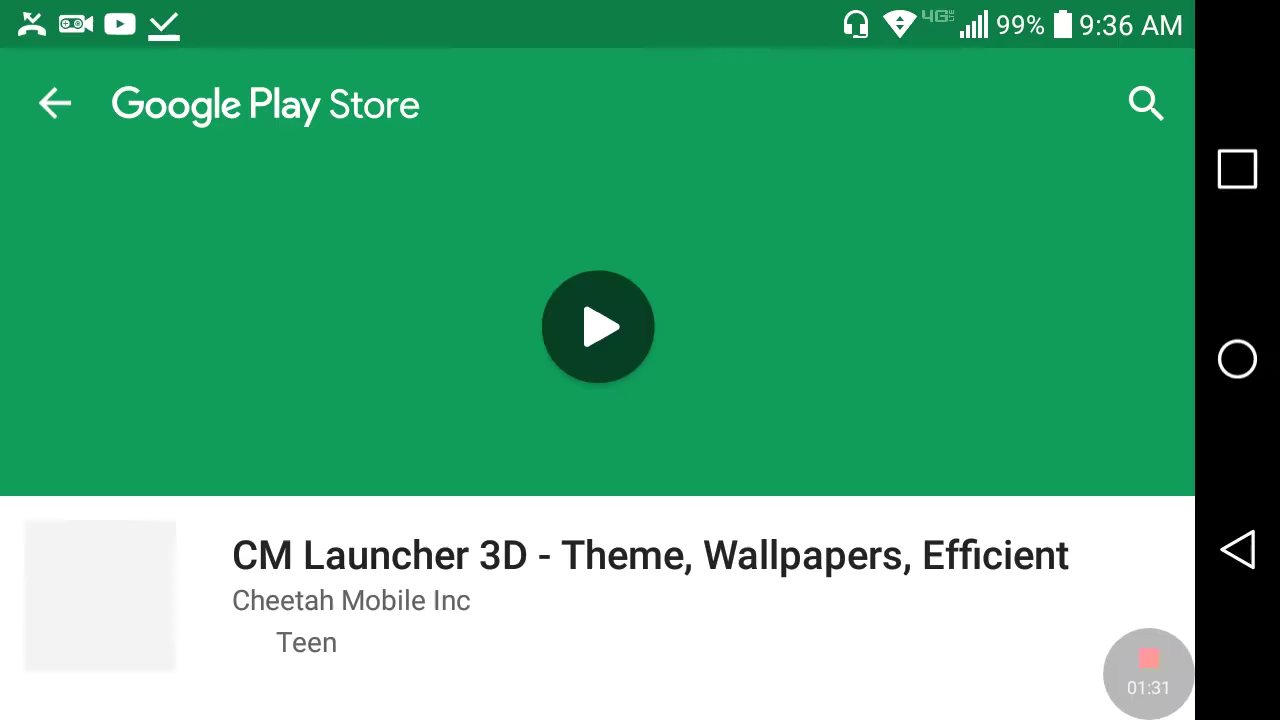 4G LTE 99% 9:36 AM
Google Play Store
CM Launcher 3D - Theme, Wallpapers, Efficient
Cheetah Mobile Inc
Teen
01:31